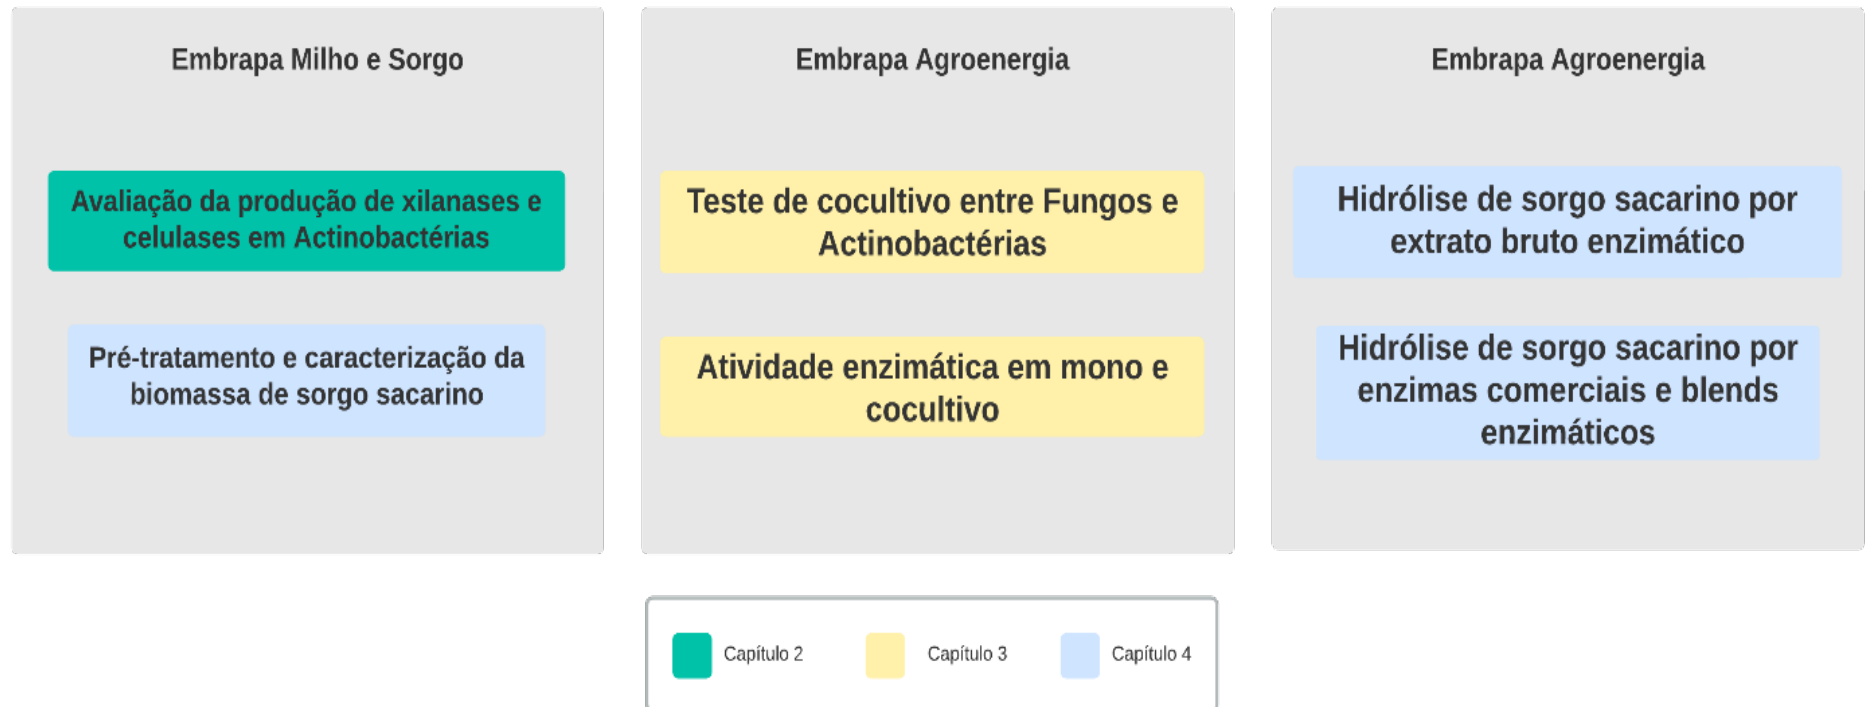 Embrapa Milho e Sorgo
Avaliação da produção de xilanases e
celulases em Actinobactérias
Pré-tratamento e caracterização da
biomassa de sorgo sacarino
Embrapa Agroenergia
Teste de cocultivo entre Fungos e
Actinobactérias
Atividade enzimática em mono e
cocultivo
Embrapa Agroenergia
Hidrólise de sorgo sacarino por
extrato bruto enzimático
Hidrólise de sorgo sacarino por
enzimas comerciais e blends
enzimáticos
Capítulo 2
Capítulo 3
Capítulo 4